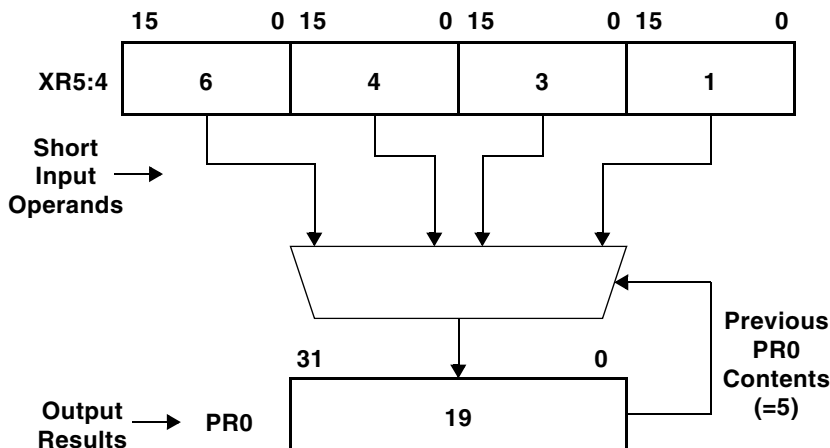 15 0 15 0 15 0 15 0
XR5:4 6 4 3 1
Short
Input
Operands
Previous
PR0
Contents
(=5)
31 0
Output
Results
PR0 19